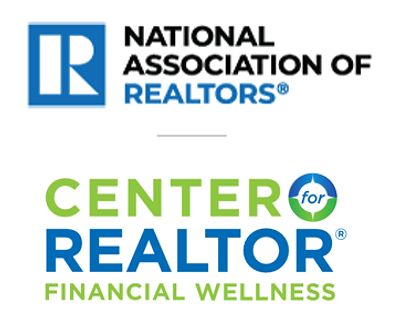 R
NATIONAL
ASSOCIATION OF
REALTORS®
CENTER for
REALTOR®
FINANCIAL WELLNESS